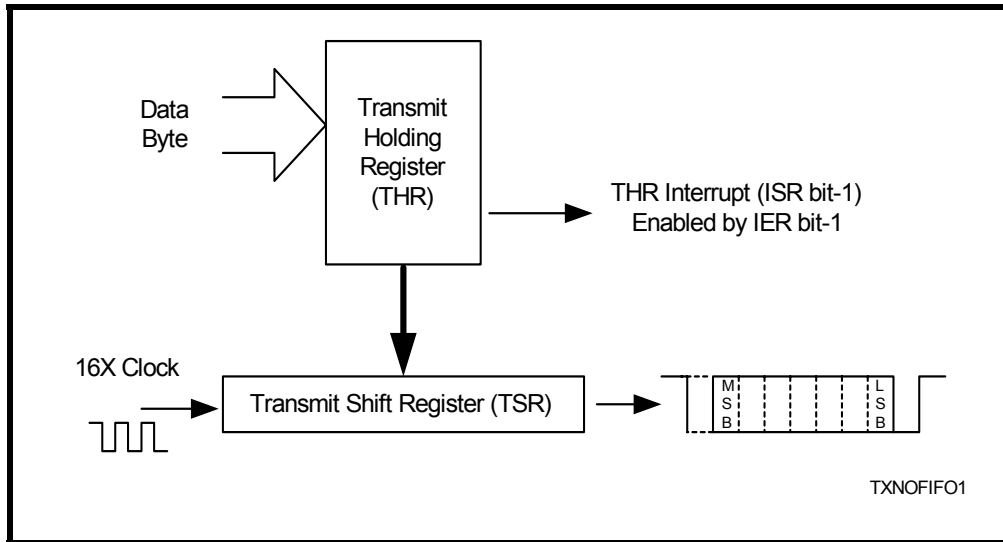 Data
Byte
Transmit
Holding
Register
(THR)
THR Interrupt (ISR bit-1)
Enabled by IER bit-1
16X Clock
Transmit Shift Register (TSR)
M
S
B
L
S
B
TXNOFIFO1